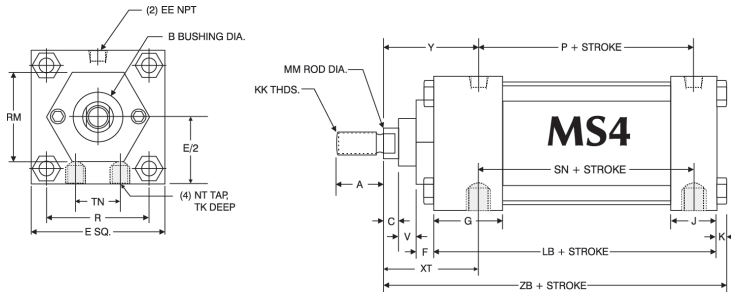 (2) EE NPT
B BUSHING DIA.
RM
E/2
TN
R
E SQ.
(4) NT TAP,
TK DEEP
Y
P + STROKE
MM ROD DIA.
KK THDS.
MS4
SN + STROKE
A
C
V
F
G
J
K
LB + STROKE
XT
ZB + STROKE